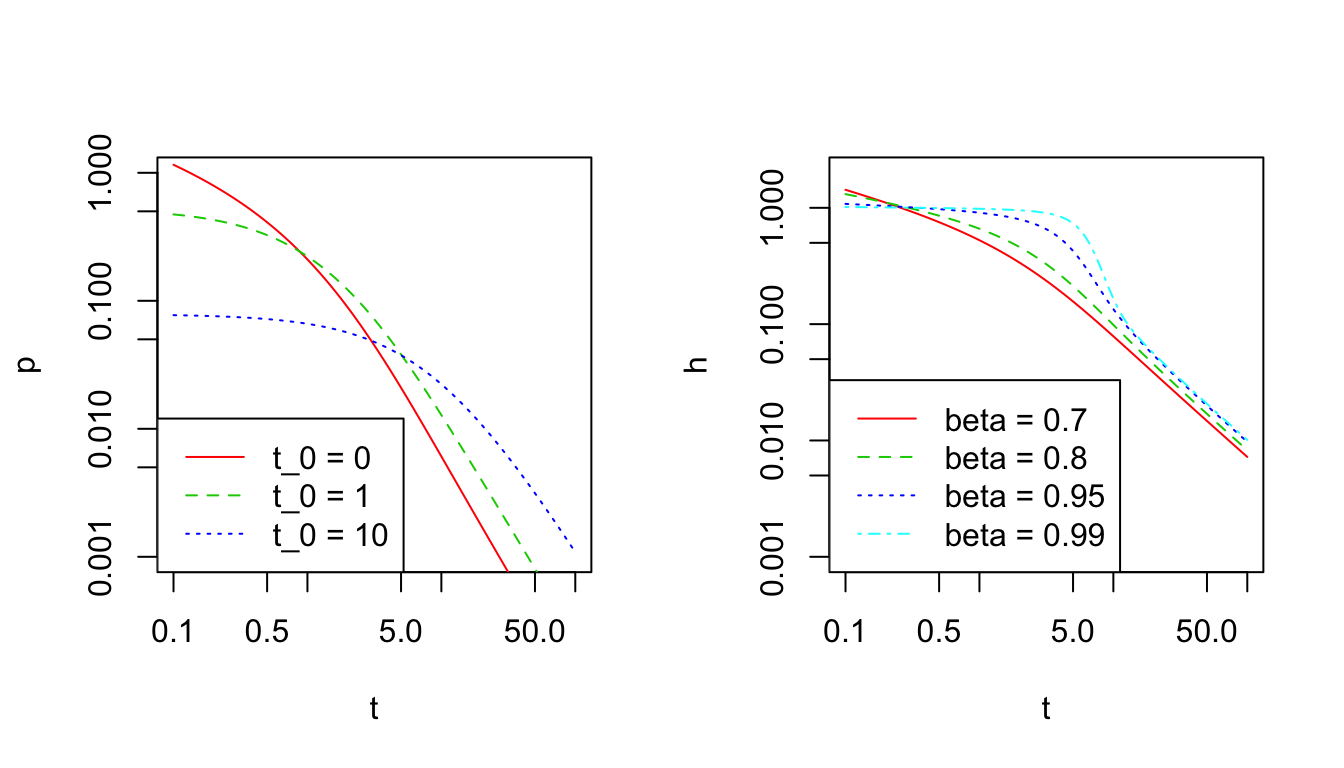 p
1.000
0.100
0.010
0.001
t_0 = 0
t_0 = 1
t_0 = 10
0.1 0.5 5.0 50.0
t
h
1.000
0.100
0.010
0.001
beta = 0.7
beta = 0.8
beta = 0.95
beta = 0.99
0.1 0.5 5.0 50.0
t